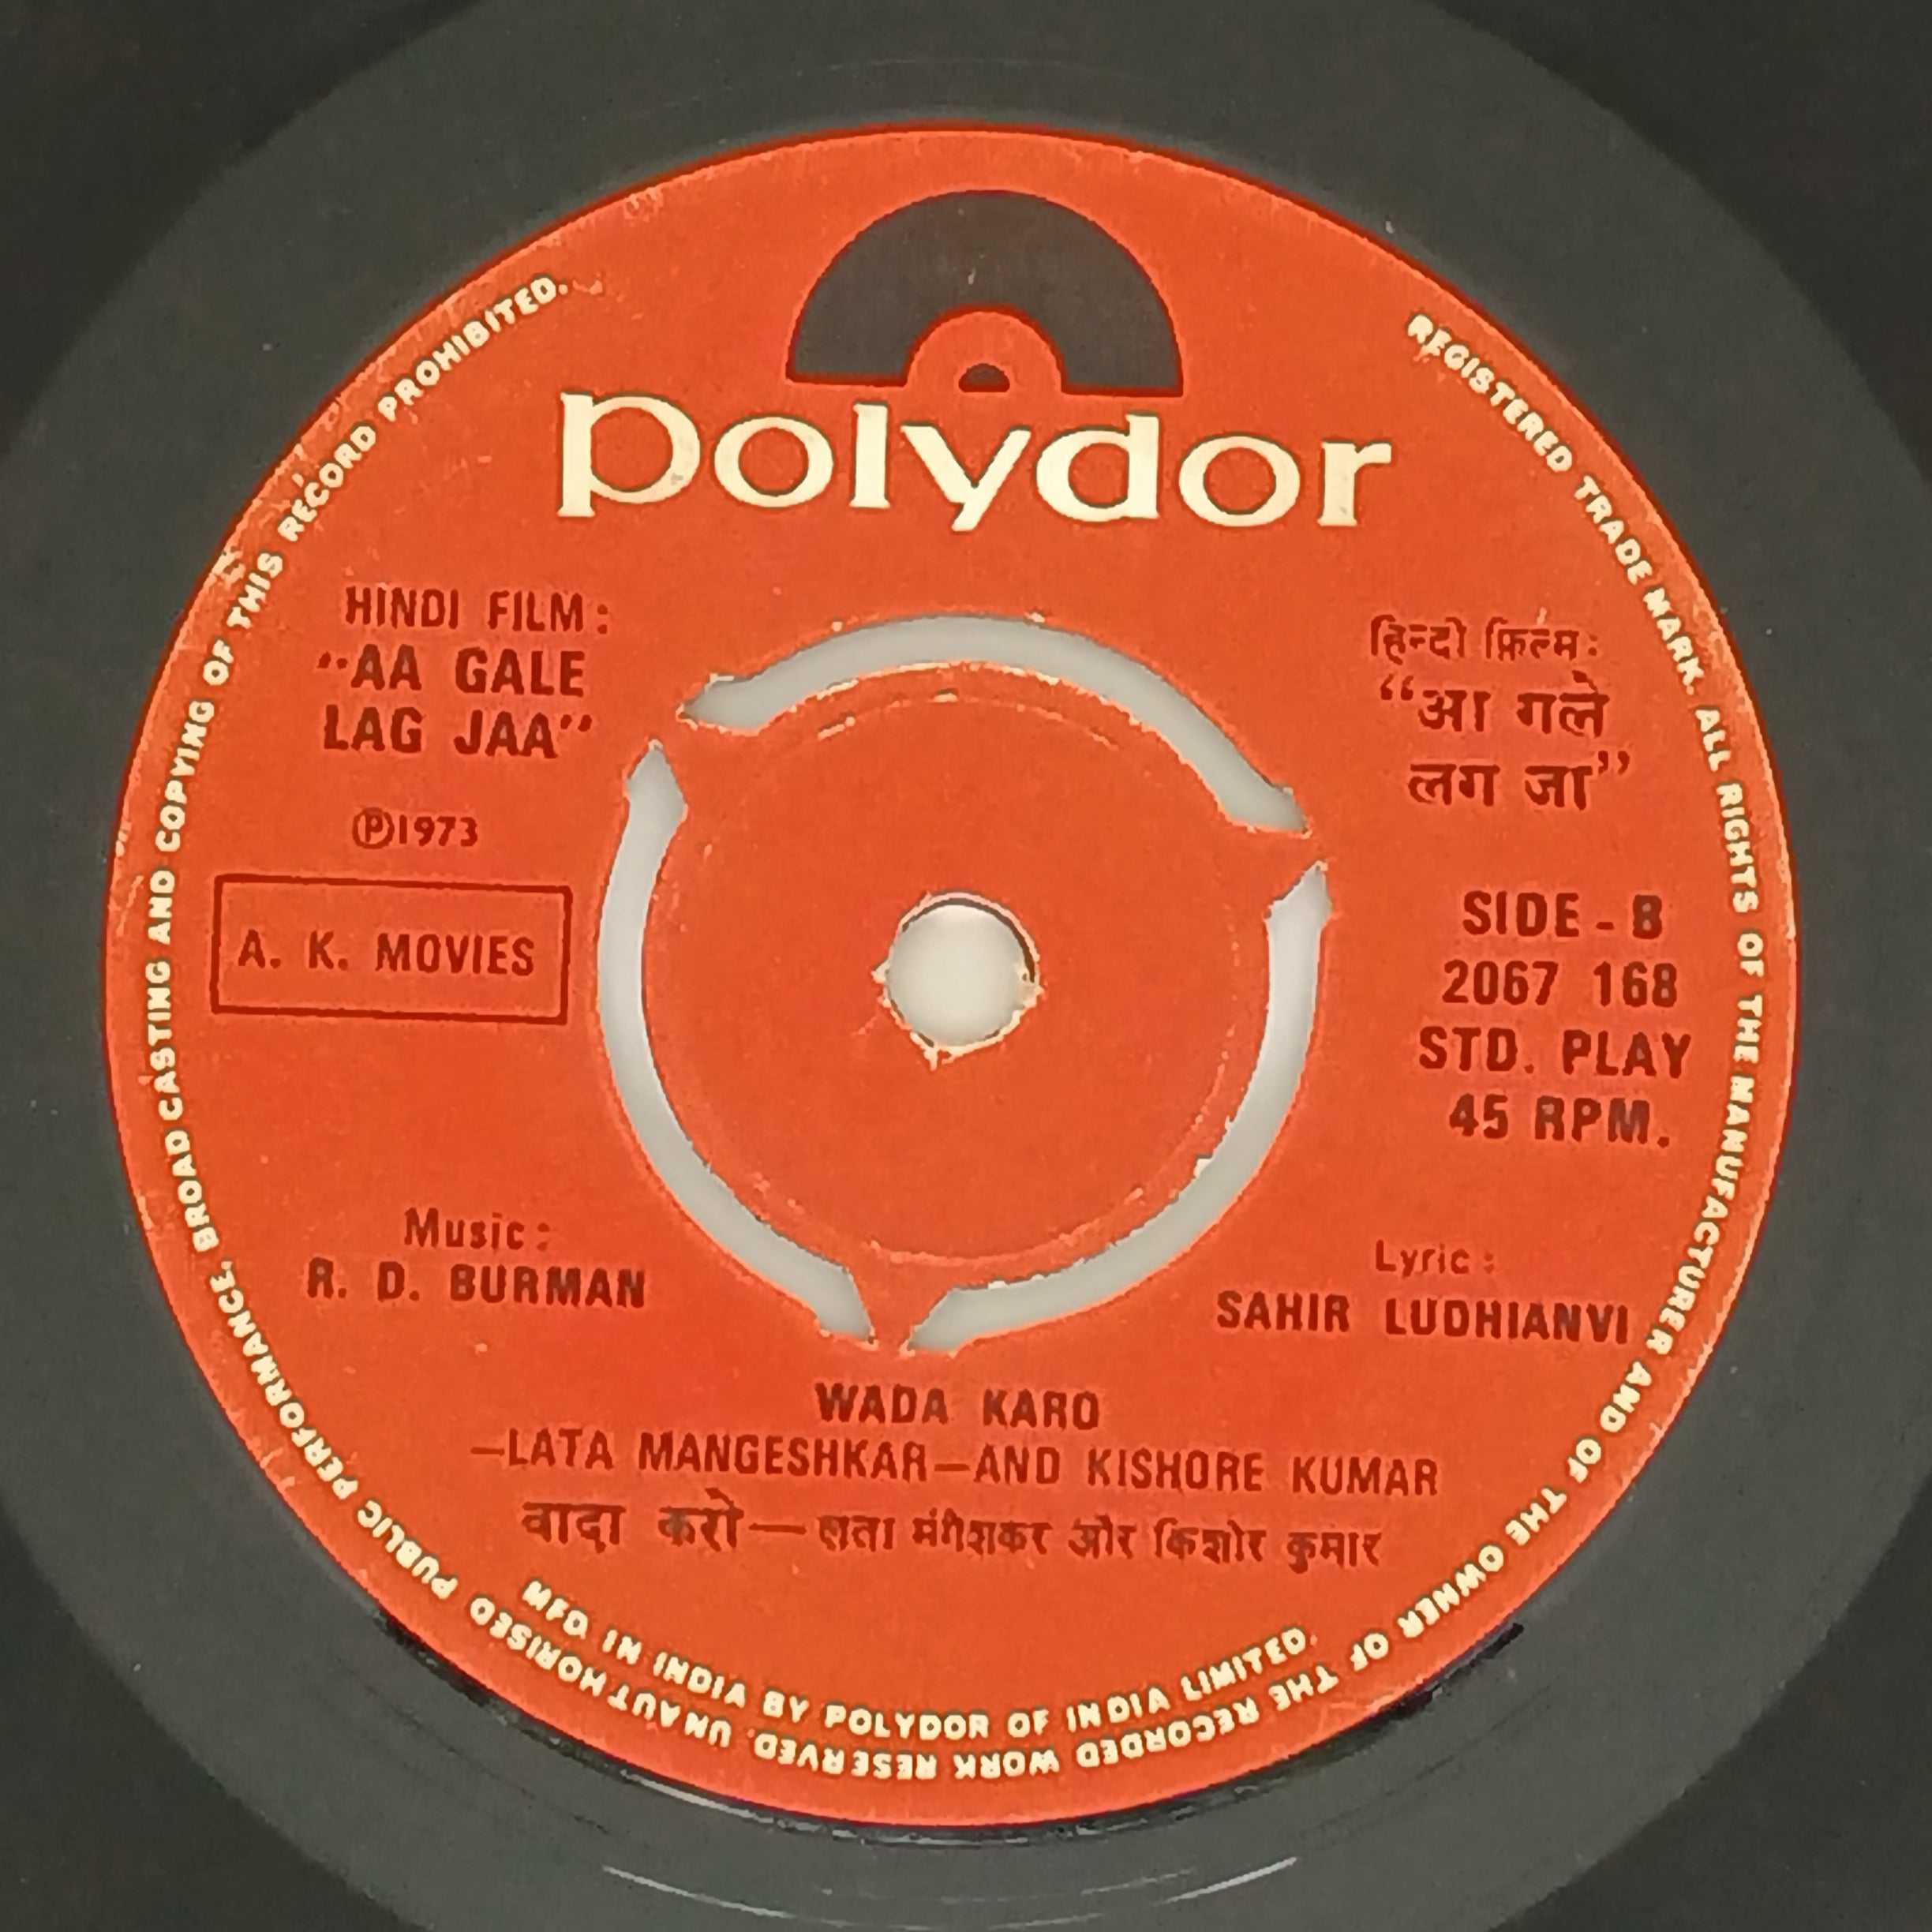 polydor
HINDI FILM:
"AA GALE
LAG JAA"
Ⓟ1973
A. K. MOVIES
हिन्दी फ़िल्म:
“आ गले
लग जा”
SIDE - B
2067 168
STD. PLAY
45 RPM.
Music:
R. D. BURMAN
Lyric:
SAHIR LUDHIANVI
WADA KARO
—LATA MANGESHKAR—AND KISHORE KUMAR
वादा करो— लता मंगेशकर और किशोर कुमार
MFD IN INDIA BY POLYDOR OF INDIA LIMITED.
REGISTERED TRADE MARK. ALL RIGHTS OF THE MANUFACTURER AND OF THE OWNER OF THE RECORDED WORK RESERVED. UNAUTHORISED PUBLIC PERFORMANCE, BROADCASTING AND COPYING OF THIS RECORD PROHIBITED.